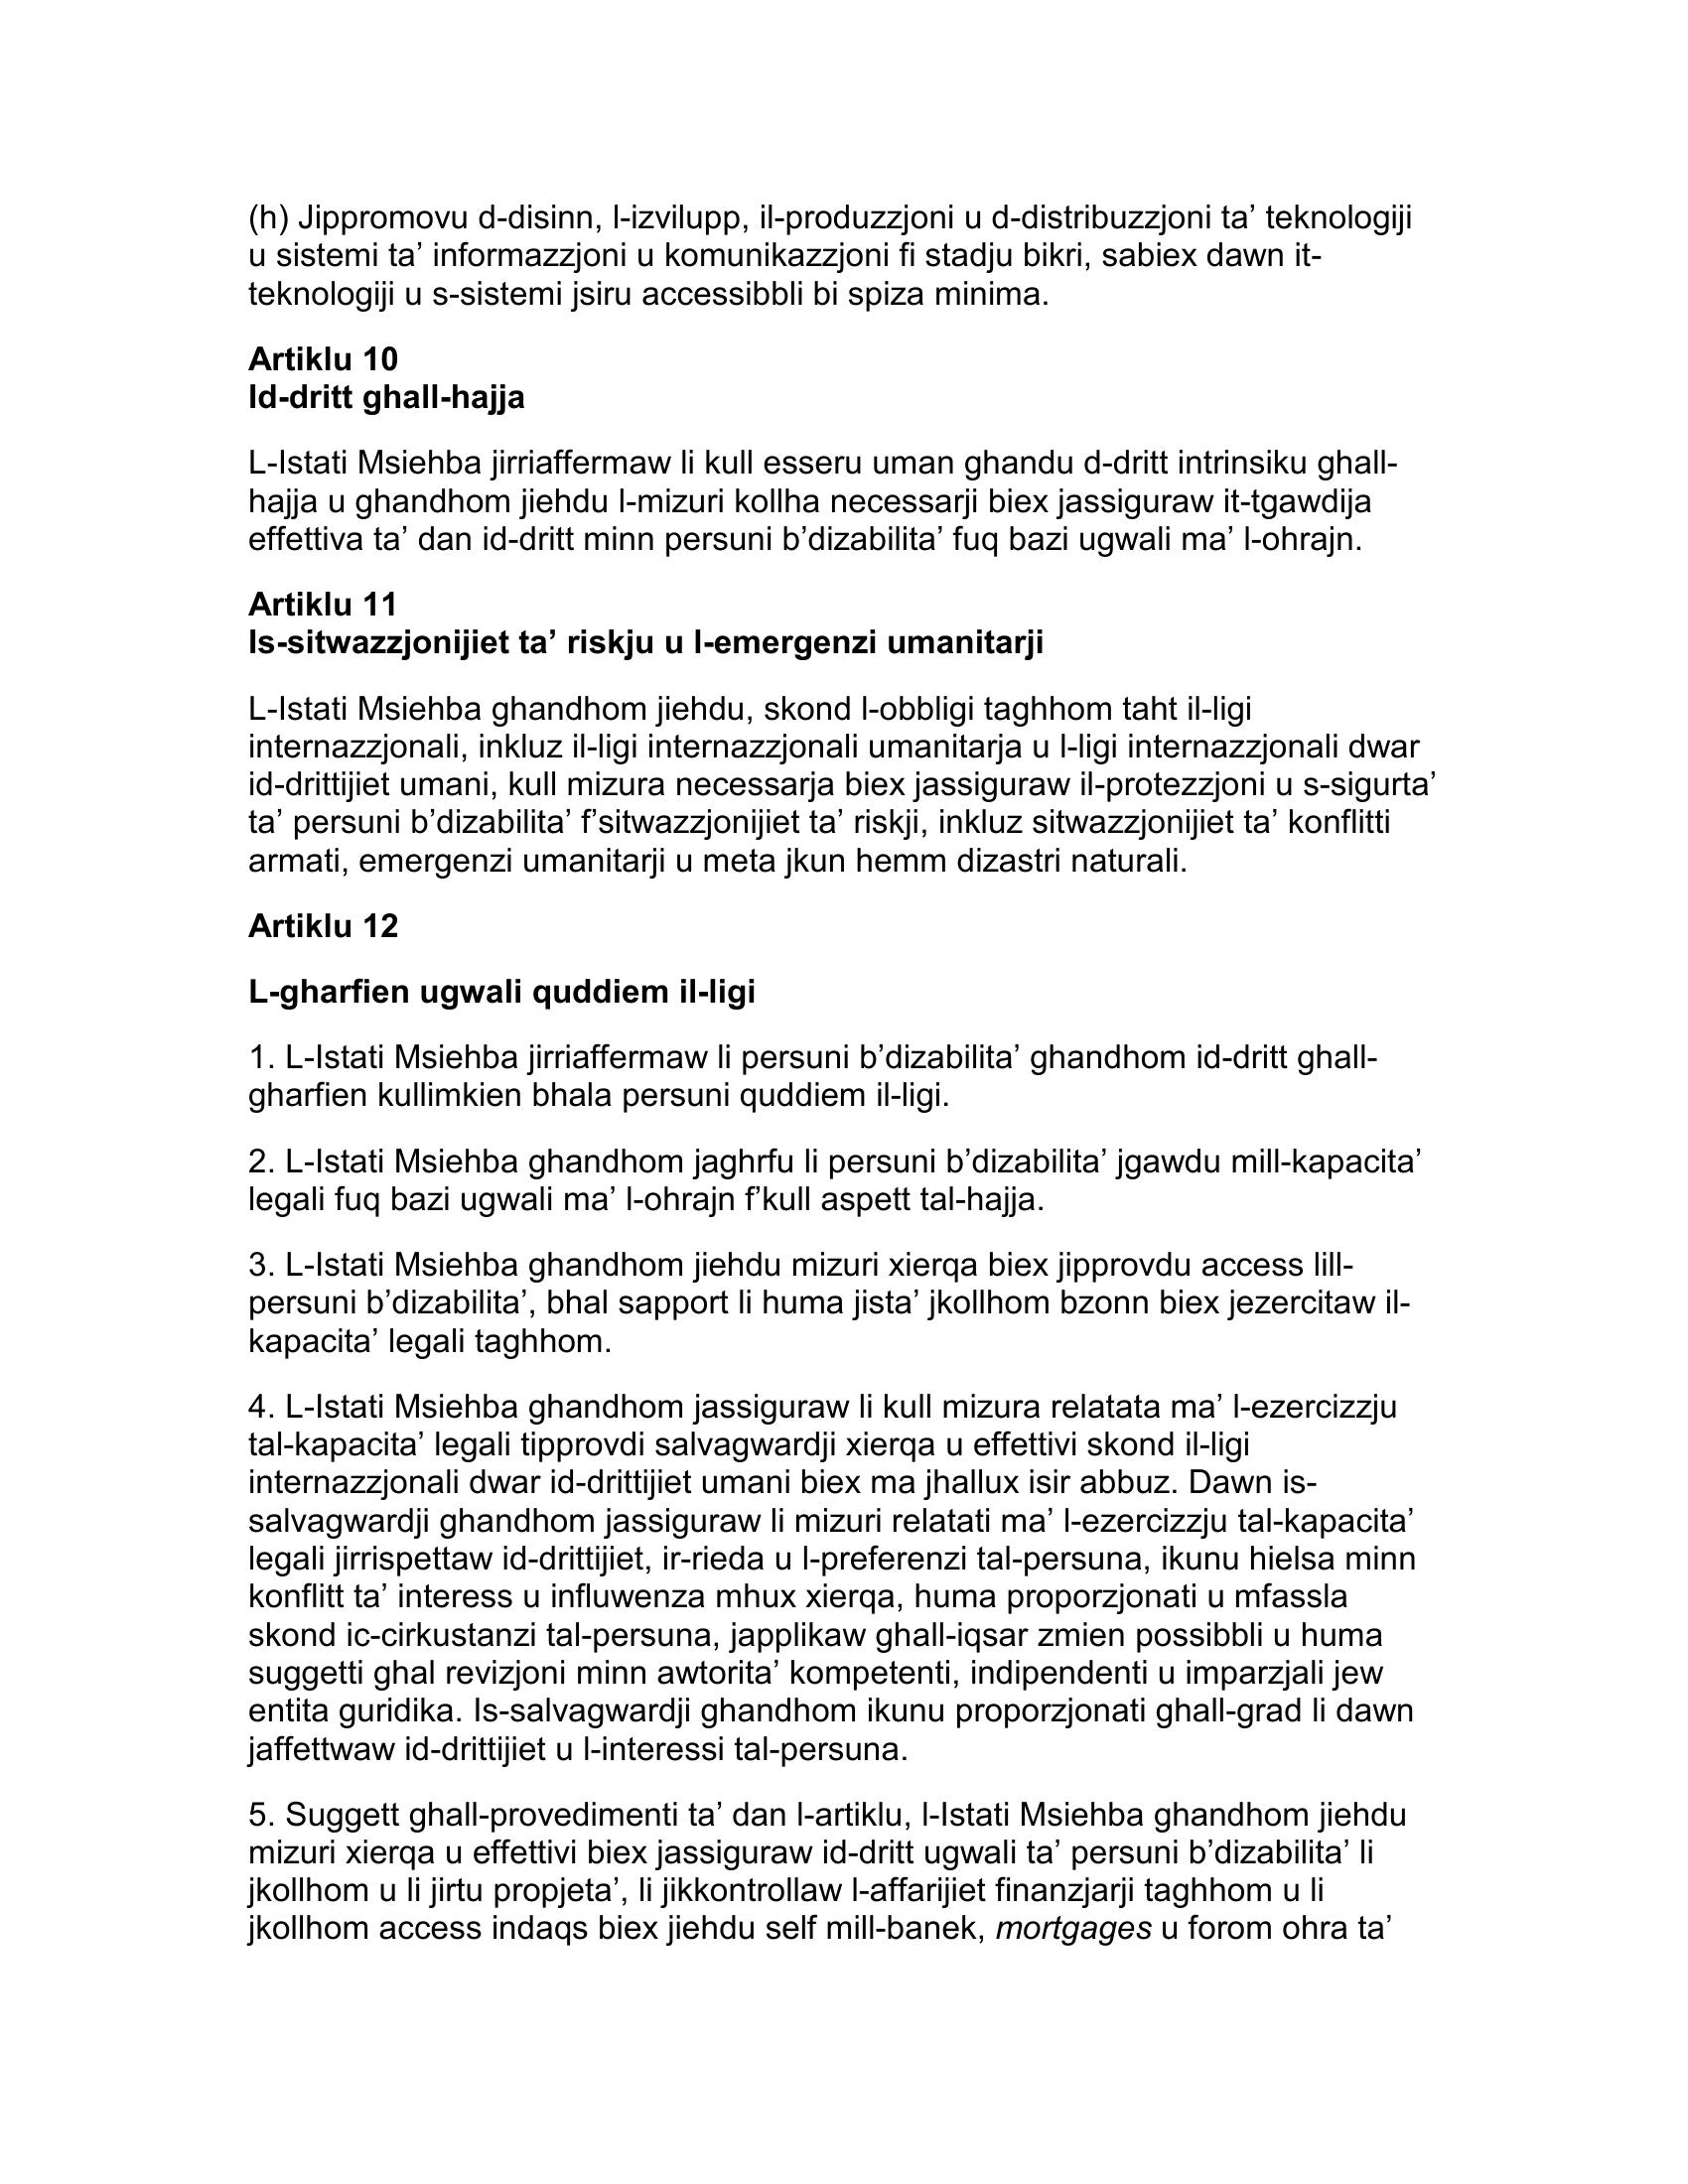 (h) Jippromovu d-disinn, l-izvilupp, il-produzzjoni u d-distribuzzjoni ta’ teknologiji
u sistemi ta’ informazzjoni u komunikazzjoni fi stadju bikri, sabiex dawn it-
teknologiji u s-sistemi jsiru accessibbli bi spiza minima.
Artiklu 10
Id-dritt ghall-hajja
L-Istati Msiehba jirriaffermaw li kull esseru uman ghandu d-dritt intrinsiku ghall-
hajja u ghandhom jiehdu l-mizuri kollha necessarji biex jassiguraw it-tgawdija
effettiva ta’ dan id-dritt minn persuni b’dizabilita’ fuq bazi ugwali ma’ l-ohrajn.
Artiklu 11
Is-sitwazzjonijiet ta’ riskju u l-emergenzi umanitarji
L-Istati Msiehba ghandhom jiehdu, skond l-obbligi taghhom taht il-ligi
internazzjonali, inkluz il-ligi internazzjonali umanitarja u l-ligi internazzjonali dwar
id-drittijiet umani, kull mizura necessarja biex jassiguraw il-protezzjoni u s-sigurta’
ta’ persuni b’dizabilita’ f’sitwazzjonijiet ta’ riskji, inkluz sitwazzjonijiet ta’ konflitti
armati, emergenzi umanitarji u meta jkun hemm dizastri naturali.
Artiklu 12
L-gharfien ugwali quddiem il-ligi
1. L-Istati Msiehba jirriaffermaw li persuni b’dizabilita’ ghandhom id-dritt ghall-
gharfien kullimkien bhala persuni quddiem il-ligi.
2. L-Istati Msiehba ghandhom jaghrfu li persuni b’dizabilita’ jgawdu mill-kapacita’
legali fuq bazi ugwali ma’ l-ohrajn f’kull aspett tal-hajja.
3. L-Istati Msiehba ghandhom jiehdu mizuri xierqa biex jipprovdu access lill-
persuni b’dizabilita’, bhal sapport li huma jista’ jkollhom bzonn biex jezercitaw il-
kapacita’ legali taghhom.
4. L-Istati Msiehba ghandhom jassiguraw li kull mizura relatata ma’ l-ezercizzju
tal-kapacita’ legali tipprovdi salvagwardji xierqa u effettivi skond il-ligi
internazzjonali dwar id-drittijiet umani biex ma jhallux isir abbuz. Dawn is-
salvagwardji ghandhom jassiguraw li mizuri relatati ma’ l-ezercizzju tal-kapacita’
legali jirrispettaw id-drittijiet, ir-rieda u l-preferenzi tal-persuna, ikunu hielsa minn
konflitt ta’ interess u influwenza mhux xierqa, huma proporzjonati u mfassla
skond ic-cirkustanzi tal-persuna, japplikaw ghall-iqsar zmien possibbli u huma
suggetti ghal revizjoni minn awtorita’ kompetenti, indipendenti u imparzjali jew
entita guridika. Is-salvagwardji ghandhom ikunu proporzjonati ghall-grad li dawn
jaffettwaw id-drittijiet u l-interessi tal-persuna.
5. Suggett ghall-provedimenti ta’ dan l-artiklu, l-Istati Msiehba ghandhom jiehdu
mizuri xierqa u effettivi biex jassiguraw id-dritt ugwali ta’ persuni b’dizabilita’ li
jkollhom u li jirtu propjeta’, li jikkontrollaw l-affarijiet finanzjarji taghhom u li
jkollhom access indaqs biex jiehdu self mill-banek, mortgages u forom ohra ta’